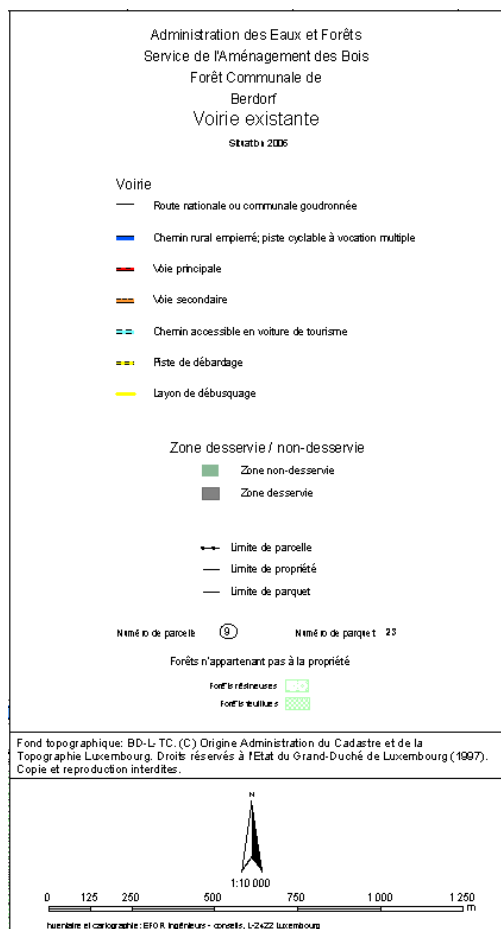 Administration des Eaux et Forêts
Service de l'Aménagement des Bois
Forêt Communale de
Berdorf
Voirie existante
Situation 2006
Voirie
Route nationale ou communale goudronnée
Chemin rural empierré; piste cyclable à vocation multiple
Voie principale
Voie secondaire
Chemin accessible en voiture de tourisme
Piste de débardage
Layon de débusquage
Zone desservie / non-desservie
Zone non-desservie
Zone desservie
Limite de parcelle
Limite de propriété
Limite de parquet
Numéro de parcelle 9 Numéro de parquet 23
Forêts n'appartenant pas à la propriété
Forêts résineuses
Forêts feuillues
Fond topographique: BD-L-TC. (C) Origine Administration du Cadastre et de la
Topographie Luxembourg. Droits réservés à l'Etat du Grand-Duché de Luxembourg (1997).
Copie et reproduction interdites.
N
1:10 000
0 125 250 500 750 1 000 1 250
m
Inventaire et cartographie: EFOR Ingénieurs - conseils, L-2422 Luxembourg